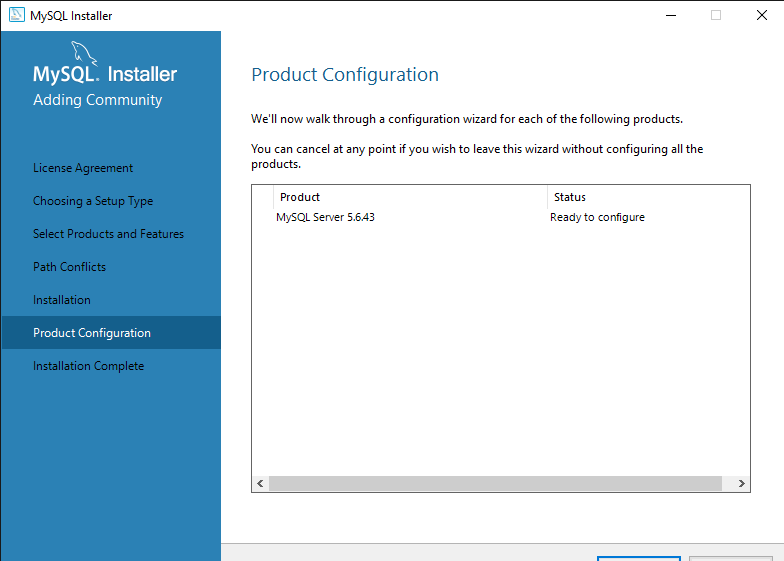 MySQL Installer
MySQL® Installer
Adding Community
License Agreement
Choosing a Setup Type
Select Products and Features
Path Conflicts
Installation
Product Configuration
Installation Complete
Product Configuration
We'll now walk through a configuration wizard for each of the following products.
You can cancel at any point if you wish to leave this wizard without configuring all the
products.
Product Status
MySQL Server 5.6.43 Ready to configure